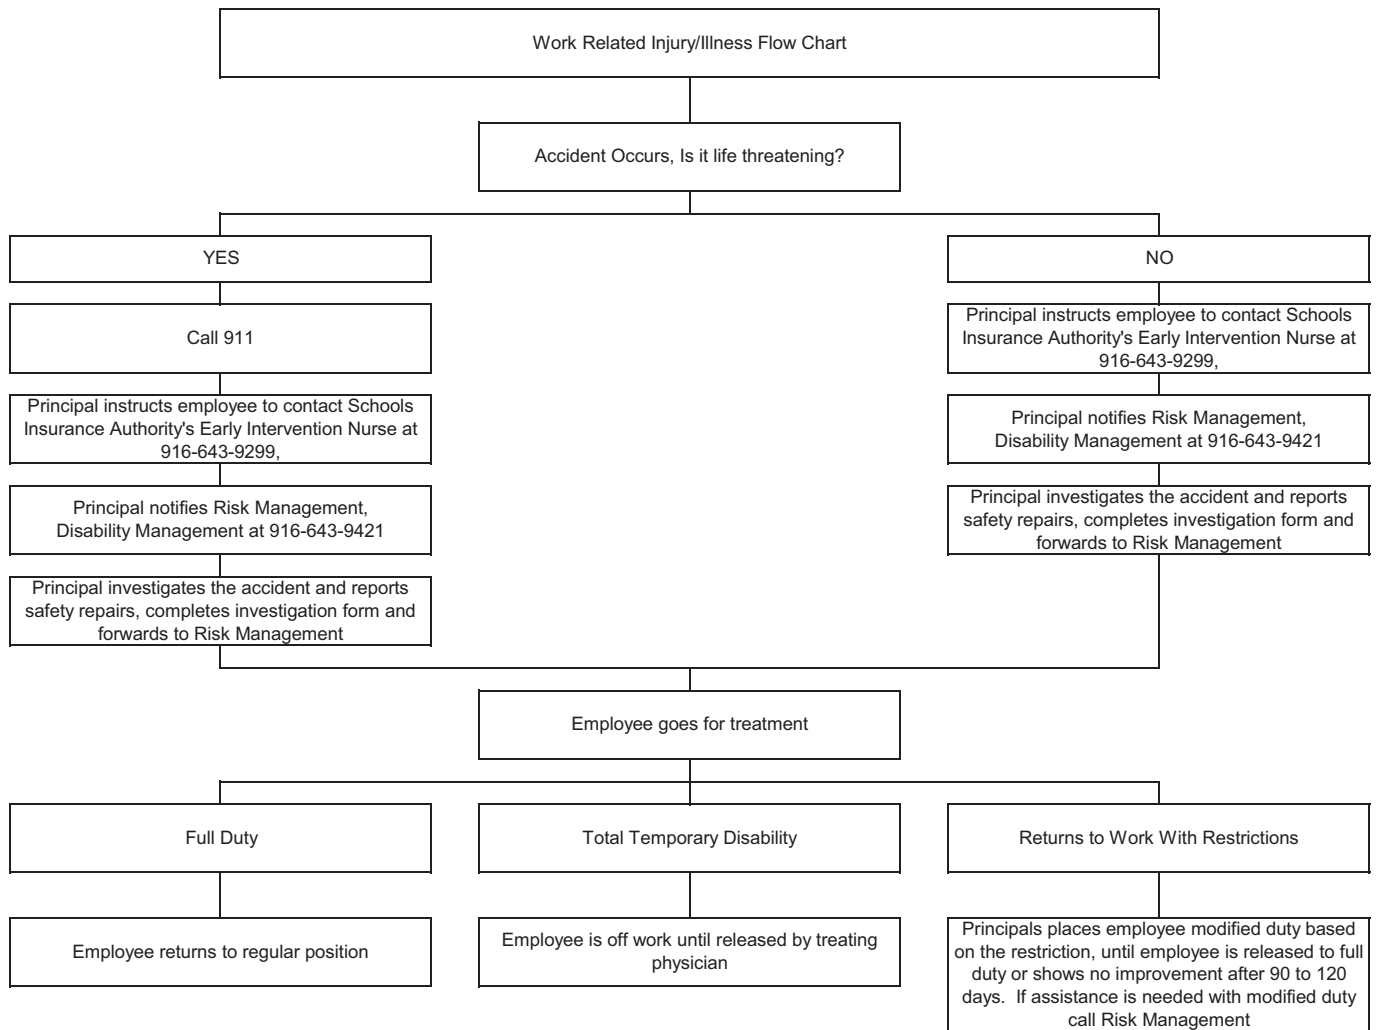 Work Related Injury/Illness Flow Chart
Accident Occurs, Is it life threatening?
YES
NO
Call 911
Principal instructs employee to contact Schools
Insurance Authority's Early Intervention Nurse at
916-643-9299,
Principal instructs employee to contact Schools
Insurance Authority's Early Intervention Nurse at
916-643-9299,
Principal notifies Risk Management,
Disability Management at 916-643-9421
Principal notifies Risk Management,
Disability Management at 916-643-9421
Principal investigates the accident and reports
safety repairs, completes investigation form and
forwards to Risk Management
Principal investigates the accident and reports
safety repairs, completes investigation form and
forwards to Risk Management
Employee goes for treatment
Full Duty
Total Temporary Disability
Returns to Work With Restrictions
Employee returns to regular position
Employee is off work until released by treating
physician
Principals places employee modified duty based
on the restriction, until employee is released to full
duty or shows no improvement after 90 to 120
days.  If assistance is needed with modified duty
call Risk Management